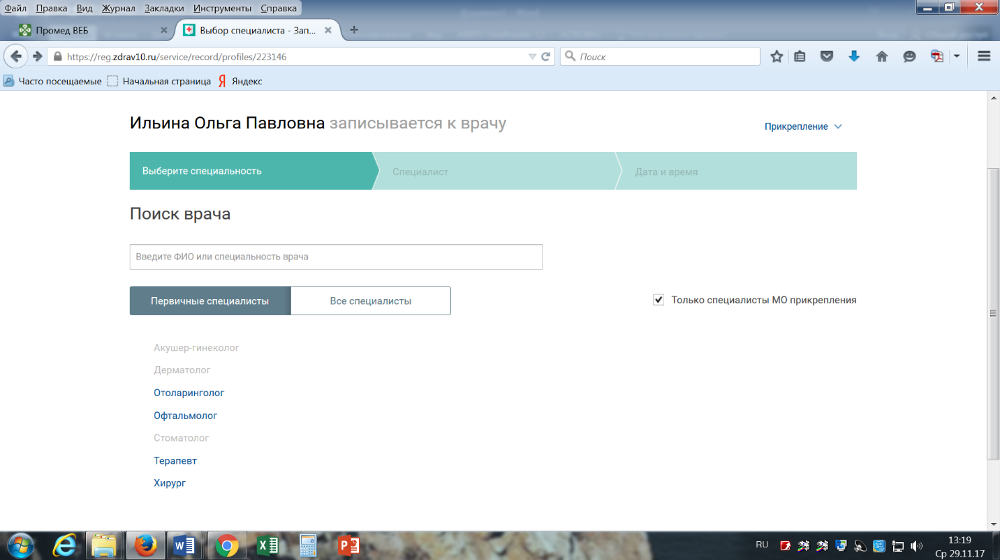 Файл Правка Вид Журнал Закладки Инструменты Справка
Промед ВЕБ
Выбор специалиста - Зап...
https://reg.zdrav10.ru/service/record/profiles/223146
Поиск
Часто посещаемые Начальная страница Яндекс
Ильина Ольга Павловна записывается к врачу
Прикрепление
Выберите специальность
Специалист
Дата и время
Поиск врача
Введите ФИО или специальность врача
Первичные специалисты
Все специалисты
Только специалисты МО прикрепления
Акушер-гинеколог
Дерматолог
Отоларинголог
Офтальмолог
Стоматолог
Терапевт
Хирург
RU
13:19
Ср 29.11.17